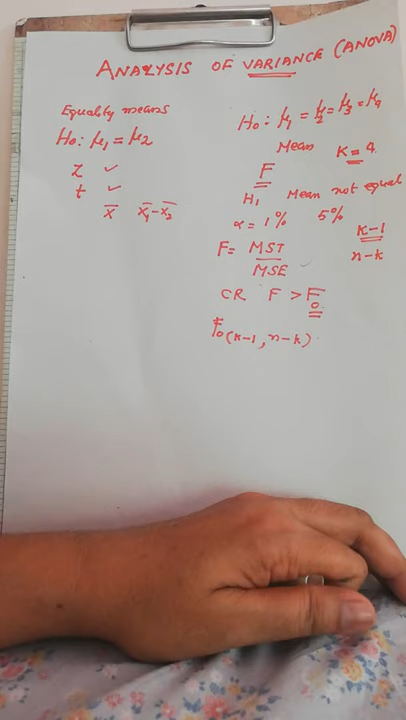 ANALYSIS OF VARIANCE (ANOVA)
Equality means
H₀: μ₁ = μ₂
Z ✓
t ✓
x̄ x̄₁-x̄₂
H₀: μ₁ = μ₂ = μ₃ = μ₄
Mean K = 4
F
H₁ Mean not equal
α = 1% 5%
K-1
n-k
F = MST
MSE
CR F > F₀
F₀(K-1, n-k)